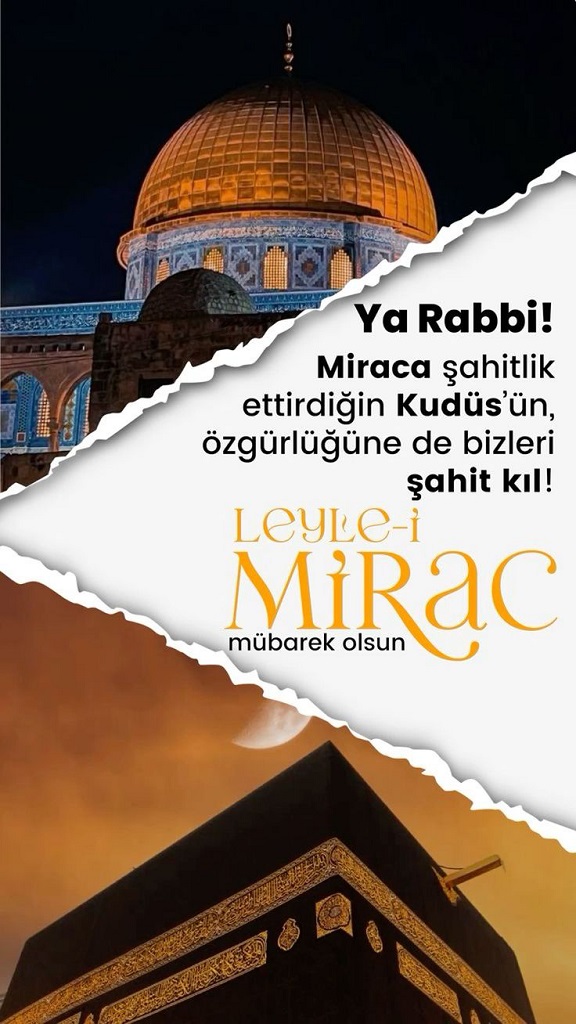 Ya Rabbi!
Miraca şahitlik
ettirdiğin Kudüs'ün,
özgürlüğüne de bizleri
şahit kıl!
Leyle-i
Mirac
mübarek olsun